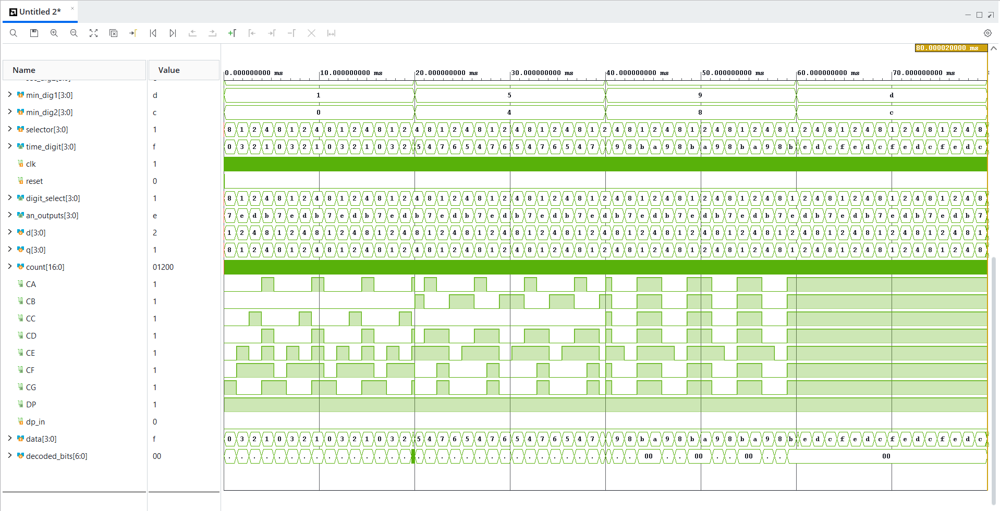 Untitled 2*
80.000020000 ms
Name Value
0.000000000 ms 10.000000000 ms 20.000000000 ms 30.000000000 ms 40.000000000 ms 50.000000000 ms 60.000000000 ms 70.000000000 ms
min_dig1[3:0] d 1 5 9 d
min_dig2[3:0] c 0 4 8 c
selector[3:0] 1 8 1 2 4 8 1 2 4 8 1 2 4 8 1 2 4 8 1 2 4 8 1 2 4 8 1 2 4 8 1 2 4 8 1 2 4 8 1 2 4 8 1 2 4 8 1 2 4 8 1 2 4 8 1 2 4 8 1 2 4 8
time_digit[3:0] f 0 3 2 1 0 3 2 1 0 3 2 1 0 3 2 5 4 7 6 5 4 7 6 5 4 7 6 5 4 7 9 8 b a 9 8 b a 9 8 b a 9 8 b e d c f e d c f e d c f e d c
clk 1
reset 0
digit_select[3:0] 1 8 1 2 4 8 1 2 4 8 1 2 4 8 1 2 4 8 1 2 4 8 1 2 4 8 1 2 4 8 1 2 4 8 1 2 4 8 1 2 4 8 1 2 4 8 1 2 4 8 1 2 4 8 1 2 4 8 1 2 4 8
an_outputs[3:0] e 7 e d b 7 e d b 7 e d b 7 e d b 7 e d b 7 e d b 7 e d b 7 e d b 7 e d b 7 e d b 7 e d b 7 e d b 7 e d b 7 e d b 7 e d b 7
d[3:0] 2 1 2 4 8 1 2 4 8 1 2 4 8 1 2 4 8 1 2 4 8 1 2 4 8 1 2 4 8 1 2 4 8 1 2 4 8 1 2 4 8 1 2 4 8 1 2 4 8 1 2 4 8 1 2 4 8 1 2 4 8 1
q[3:0] 1 8 1 2 4 8 1 2 4 8 1 2 4 8 1 2 4 8 1 2 4 8 1 2 4 8 1 2 4 8 1 2 4 8 1 2 4 8 1 2 4 8 1 2 4 8 1 2 4 8 1 2 4 8 1 2 4 8 1 2 4 8
count[16:0] 01200
CA 1
CB 1
CC 1
CD 1
CE 1
CF 1
CG 1
DP 1
dp_in 0
data[3:0] f 0 3 2 1 0 3 2 1 0 3 2 1 0 3 2 5 4 7 6 5 4 7 6 5 4 7 6 5 4 7 9 8 b a 9 8 b a 9 8 b a 9 8 b e d c f e d c f e d c f e d c
decoded_bits[6:0] 00 . . . . . . . . . . . . . . . . . . . . . . . . . . . . . . . . 00 . . 00 . . 00 . . 00